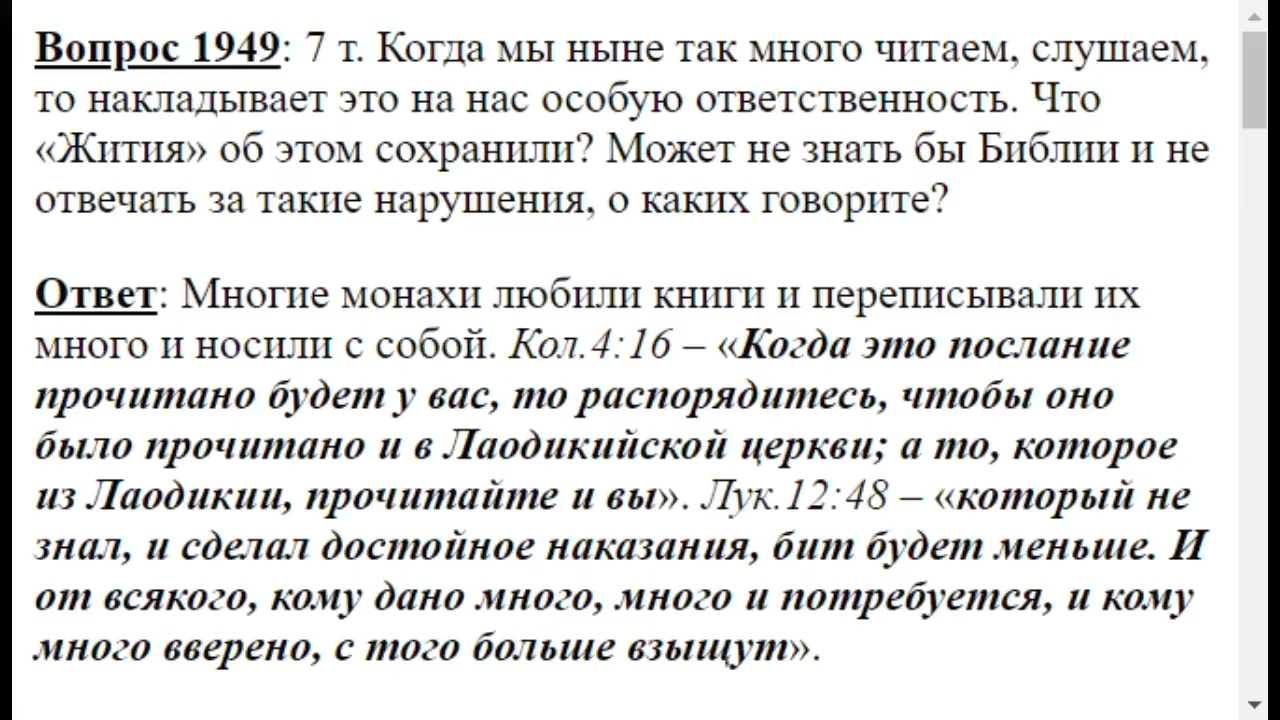 Вопрос 1949: 7 т. Когда мы ныне так много читаем, слушаем,
то накладывает это на нас особую ответственность. Что
«Жития» об этом сохранили? Может не знать бы Библии и не
отвечать за такие нарушения, о каких говорите?
Ответ: Многие монахи любили книги и переписывали их
много и носили с собой. Кол.4:16 – «Когда это послание
прочитано будет у вас, то распорядитесь, чтобы оно
было прочитано и в Лаодикийской церкви; а то, которое
из Лаодикии, прочитайте и вы». Лук.12:48 – «который не
знал, и сделал достойное наказания, бит будет меньше. И
от всякого, кому дано много, много и потребуется, и кому
много вверено, с того больше взыщут».